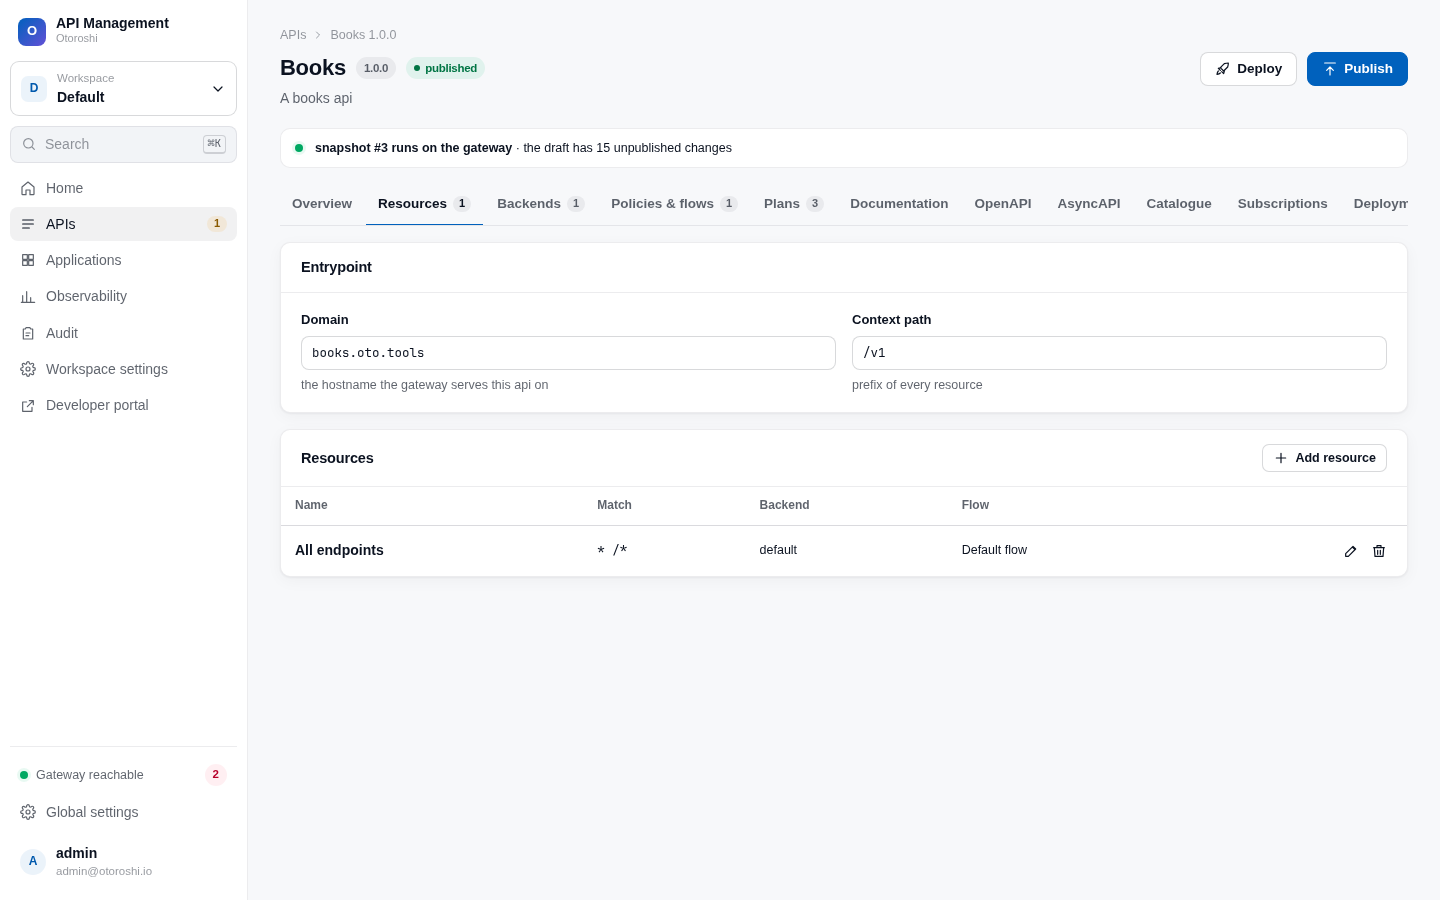 O
API Management
Otoroshi
D
Workspace
Default
Search
⌘K
Home
APIs
1
Applications
Observability
Audit
Workspace settings
Developer portal
Gateway reachable
2
Global settings
A
admin
admin@otoroshi.io
APIs
Books 1.0.0
Books
1.0.0
published
A books api
Deploy
Publish
snapshot #3 runs on the gateway · the draft has 15 unpublished changes
Overview
Resources 1
Backends 1
Policies & flows 1
Plans 3
Documentation
OpenAPI
AsyncAPI
Catalogue
Subscriptions
Deploym
Entrypoint
Domain
books.oto.tools
the hostname the gateway serves this api on
Context path
/v1
prefix of every resource
Resources
Add resource
Name Match Backend Flow
All endpoints * /* default Default flow